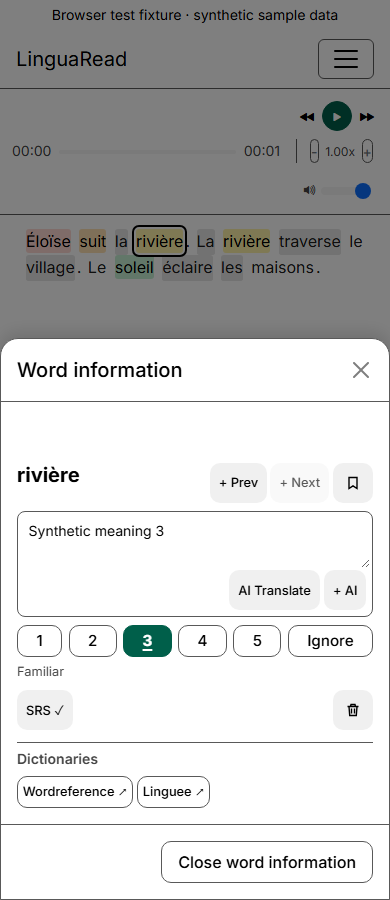 Browser test fixture · synthetic sample data
LinguaRead
00:00
00:01
-
1.00x
+
Éloïse suit la rivière. La rivière traverse le
village. Le soleil éclaire les maisons.
Word information
rivière
+ Prev
+ Next
Synthetic meaning 3
AI Translate
+ AI
1
2
3
4
5
Ignore
Familiar
SRS ✓
Dictionaries
Wordreference ↗
Linguee ↗
Close word information